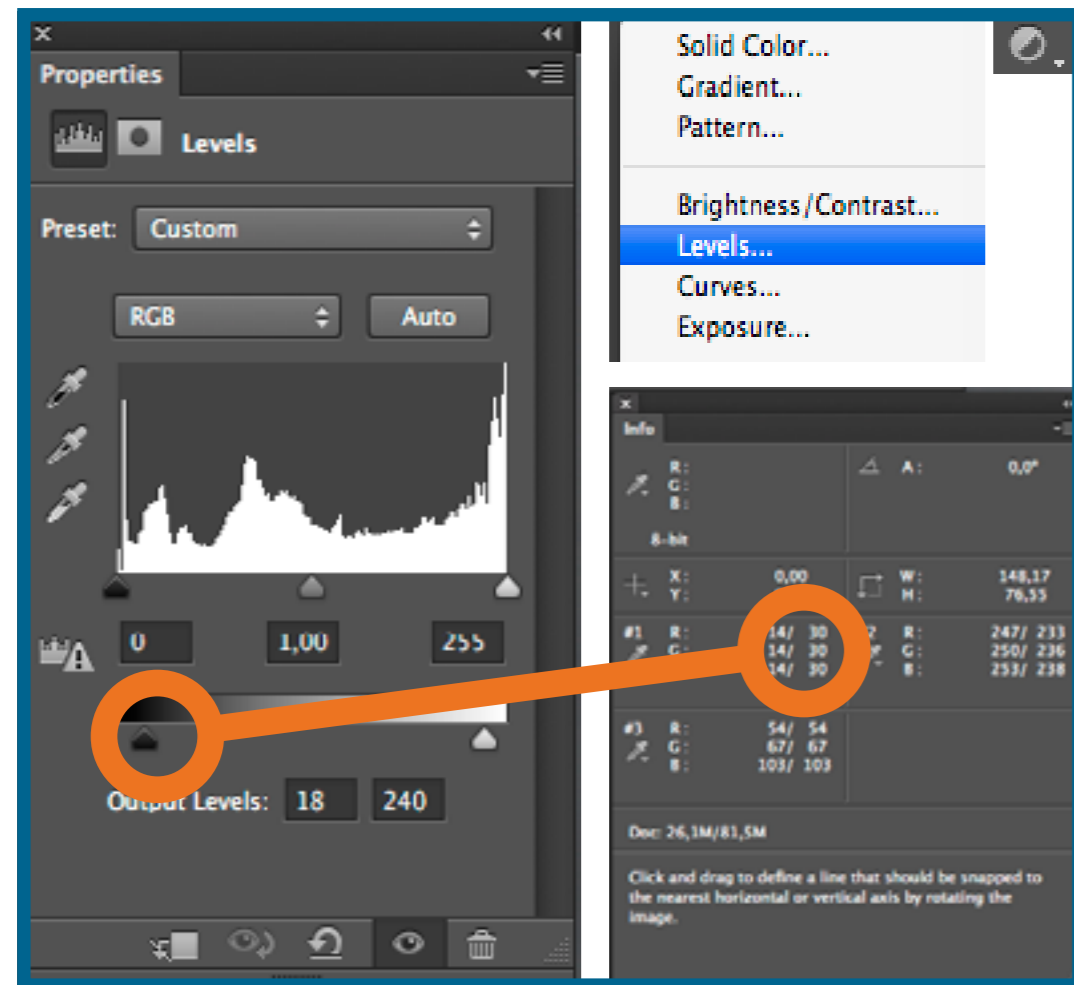 Properties
Levels
Preset: Custom
RGB Auto
0 1,00 255
Output Levels: 18 240
Solid Color...
Gradient...
Pattern...
Brightness/Contrast...
Levels...
Curves...
Exposure...
Info
R: A: 0,0°
G:
B:
8-bit
X: 0,00 W: 148,17
Y: H: 76,55
#1 R: 14/ 30 R: 247/ 233
G: 14/ 30 G: 250/ 236
B: 14/ 30 B: 253/ 238
#3 R: 54/ 54
G: 67/ 67
B: 103/ 103
Doc: 26,1M/81,5M
Click and drag to define a line that should be snapped to
the nearest horizontal or vertical axis by rotating the
image.